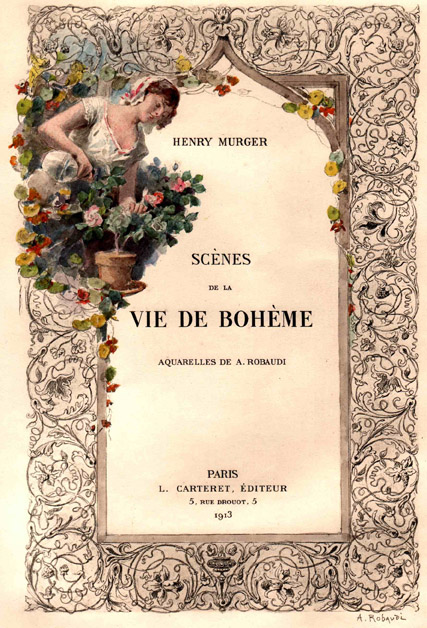 HENRY MURGER
SCÈNES
DE LA
VIE DE BOHÈME
AQUARELLES DE A. ROBAUDI
PARIS
L. CARTERET, ÉDITEUR
5, RUE DROUOT, 5
1913
A. Robaudi